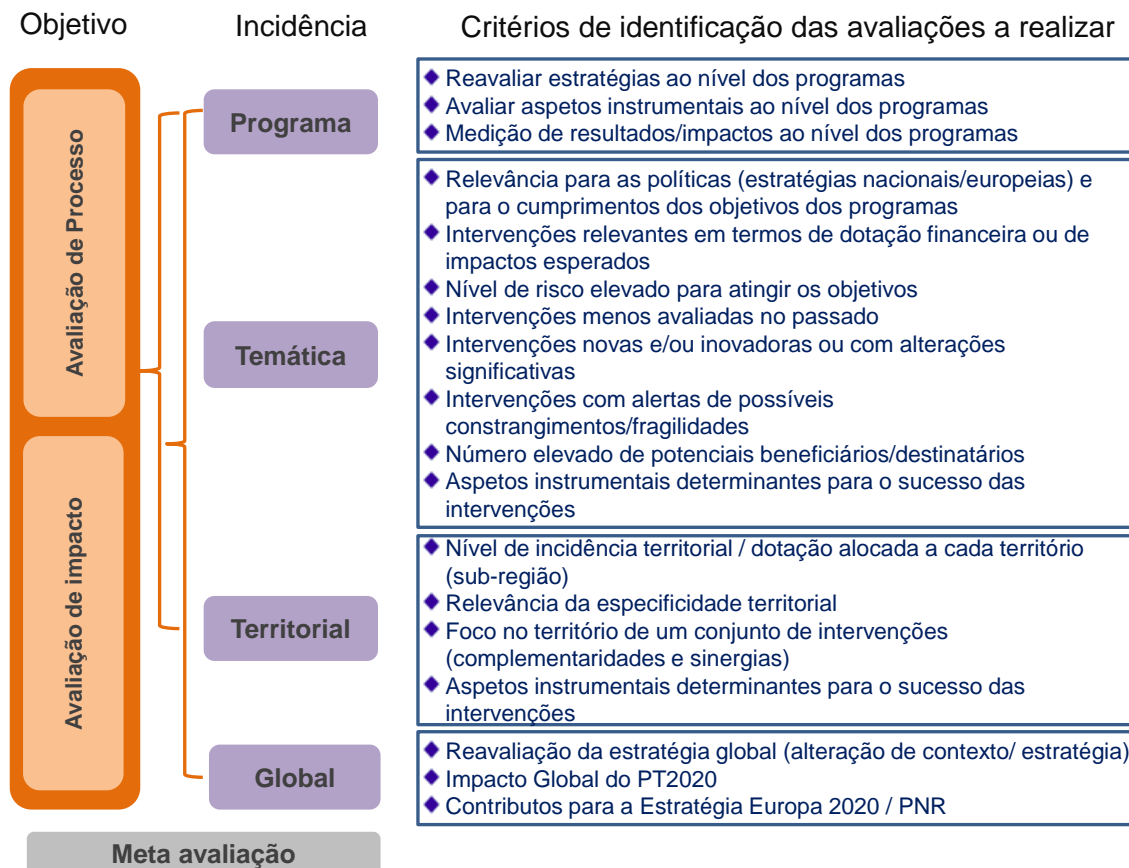 Objetivo
Incidência
Critérios de identificação das avaliações a realizar
Avaliação de Processo
Avaliação de impacto
Programa
◆ Reavaliar estratégias ao nível dos programas
◆ Avaliar aspetos instrumentais ao nível dos programas
◆ Medição de resultados/impactos ao nível dos programas
Temática
◆ Relevância para as políticas (estratégias nacionais/europeias) e
para o cumprimentos dos objetivos dos programas
◆ Intervenções relevantes em termos de dotação financeira ou de
impactos esperados
◆ Nível de risco elevado para atingir os objetivos
◆ Intervenções menos avaliadas no passado
◆ Intervenções novas e/ou inovadoras ou com alterações
significativas
◆ Intervenções com alertas de possíveis
constrangimentos/fragilidades
◆ Número elevado de potenciais beneficiários/destinatários
◆ Aspetos instrumentais determinantes para o sucesso das
intervenções
Territorial
◆ Nível de incidência territorial / dotação alocada a cada território
(sub-região)
◆ Relevância da especificidade territorial
◆ Foco no território de um conjunto de intervenções
(complementaridades e sinergias)
◆ Aspetos instrumentais determinantes para o sucesso das
intervenções
Global
◆ Reavaliação da estratégia global (alteração de contexto/ estratégia)
◆ Impacto Global do PT2020
◆ Contributos para a Estratégia Europa 2020 / PNR
Meta avaliação